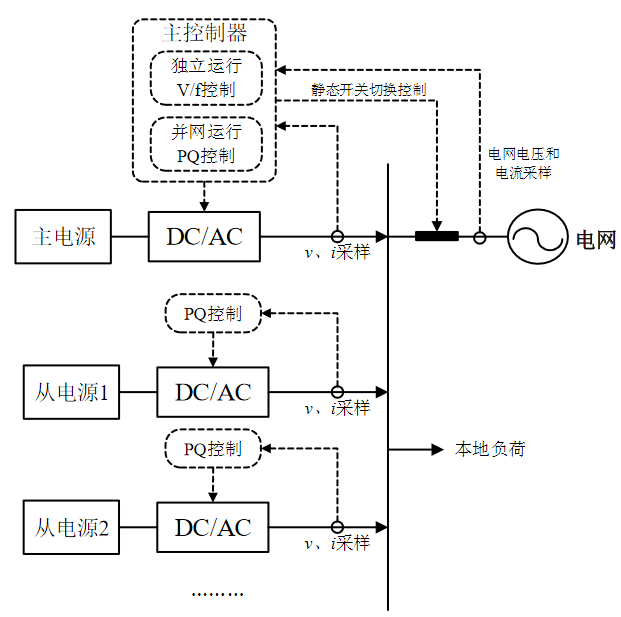 主控制器
独立运行
V/f控制
静态开关切换控制
并网运行
PQ控制
电网电压和
电流采样
主电源
DC/AC
v、i采样
电网
PQ控制
从电源1
DC/AC
v、i采样
PQ控制
本地负荷
从电源2
DC/AC
v、i采样
………